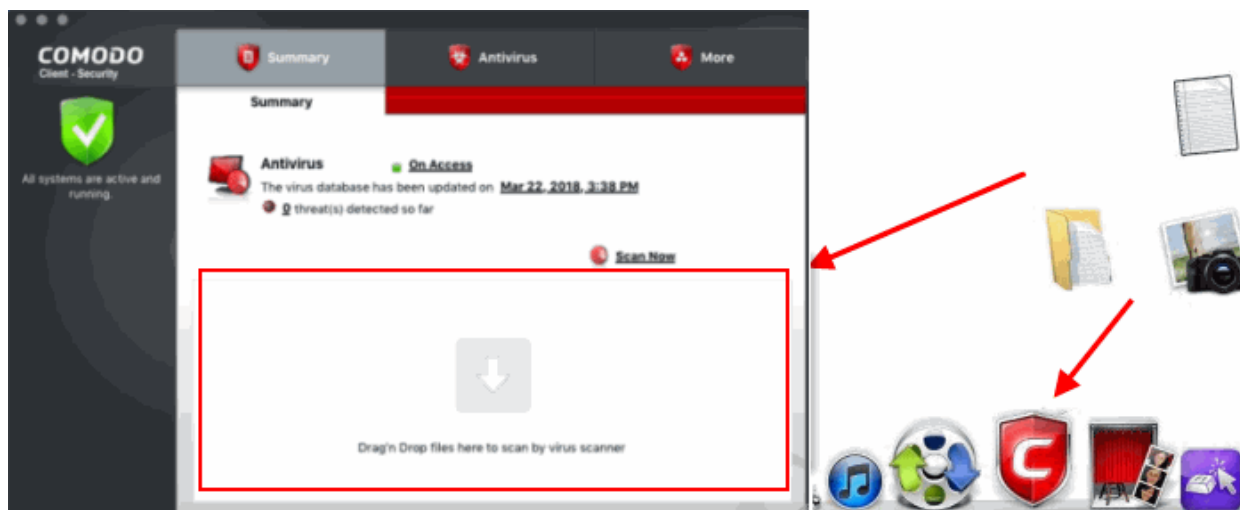 COMODO
Client - Security
Summary
Antivirus
More
Summary
All systems are active and
running.
Antivirus
On Access
The virus database has been updated on Mar 22, 2018, 3:38 PM
0 threat(s) detected so far
Scan Now
Drag'n Drop files here to scan by virus scanner
C